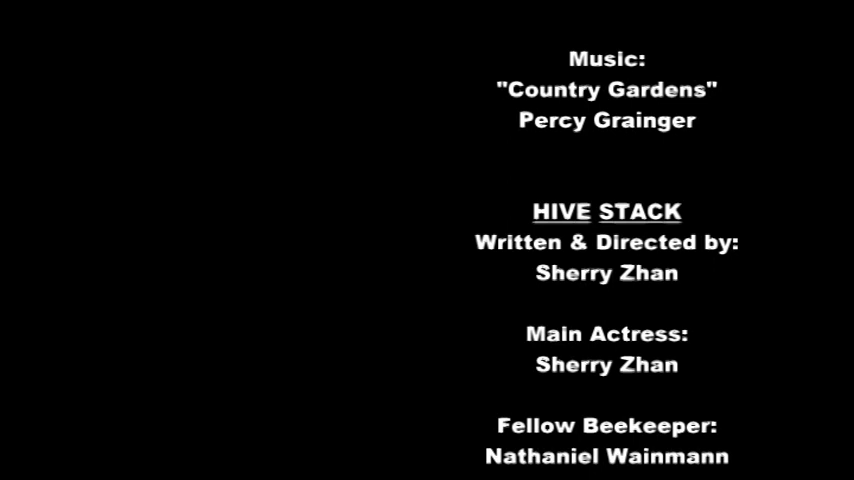 Music:
"Country Gardens"
Percy Grainger
HIVE STACK
Written & Directed by:
Sherry Zhan
Main Actress:
Sherry Zhan
Fellow Beekeeper:
Nathaniel Wainmann